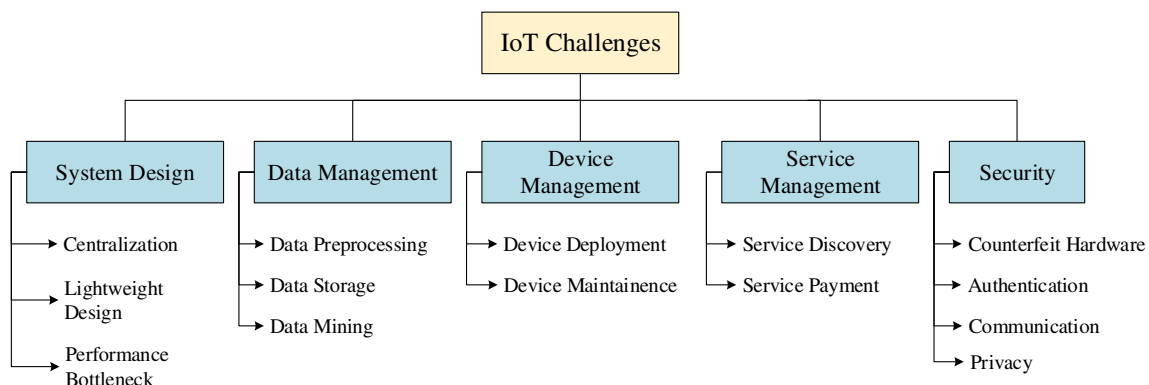 IoT Challenges
System Design
Data Management
Device
Management
Service
Management
Security
Centralization
Lightweight
Design
Performance
Bottleneck
Data Preprocessing
Data Storage
Data Mining
Device Deployment
Device Maintainence
Service Discovery
Service Payment
Counterfeit Hardware
Authentication
Communication
Privacy